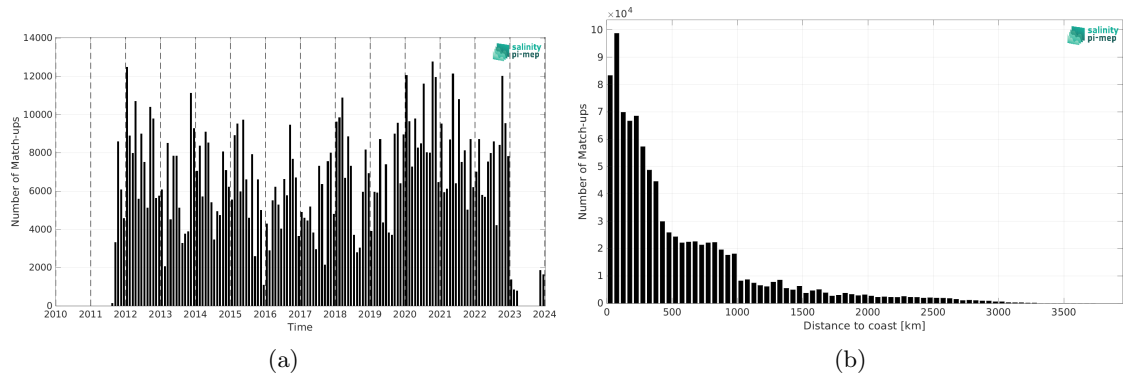 14000
12000
10000
8000
6000
4000
2000
0
Number of Match-ups
2010 2011 2012 2013 2014 2015 2016 2017 2018 2019 2020 2021 2022 2023 2024
Time
salinity
pi-mep
(a)
×10⁴
10
9
8
7
6
5
4
3
2
1
0
Number of Match-ups
0 500 1000 1500 2000 2500 3000 3500
Distance to coast [km]
salinity
pi-mep
(b)